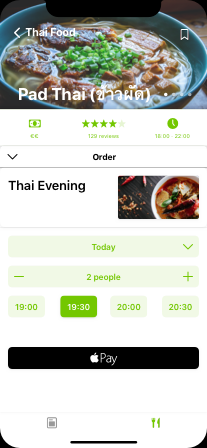 Thai Food
Pad Thai (ข้าวผัด)
€€
129 reviews
18:00 - 22:00
Order
Thai Evening
Today
2 people
19:00
19:30
20:00
20:30
Pay